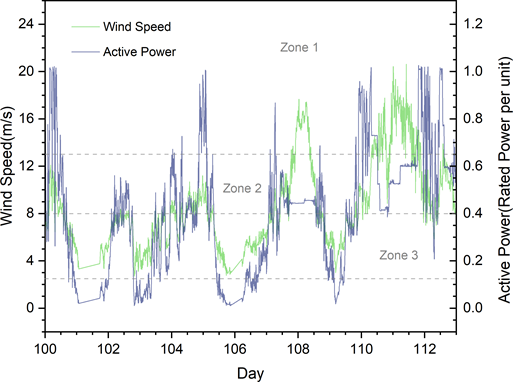 Wind Speed
Active Power
Zone 1
Zone 2
Zone 3
Wind Speed(m/s)
24
20
16
12
8
4
0
Active Power(Rated Power per unit)
1.2
1.0
0.8
0.6
0.4
0.2
0.0
100 102 104 106 108 110 112
Day